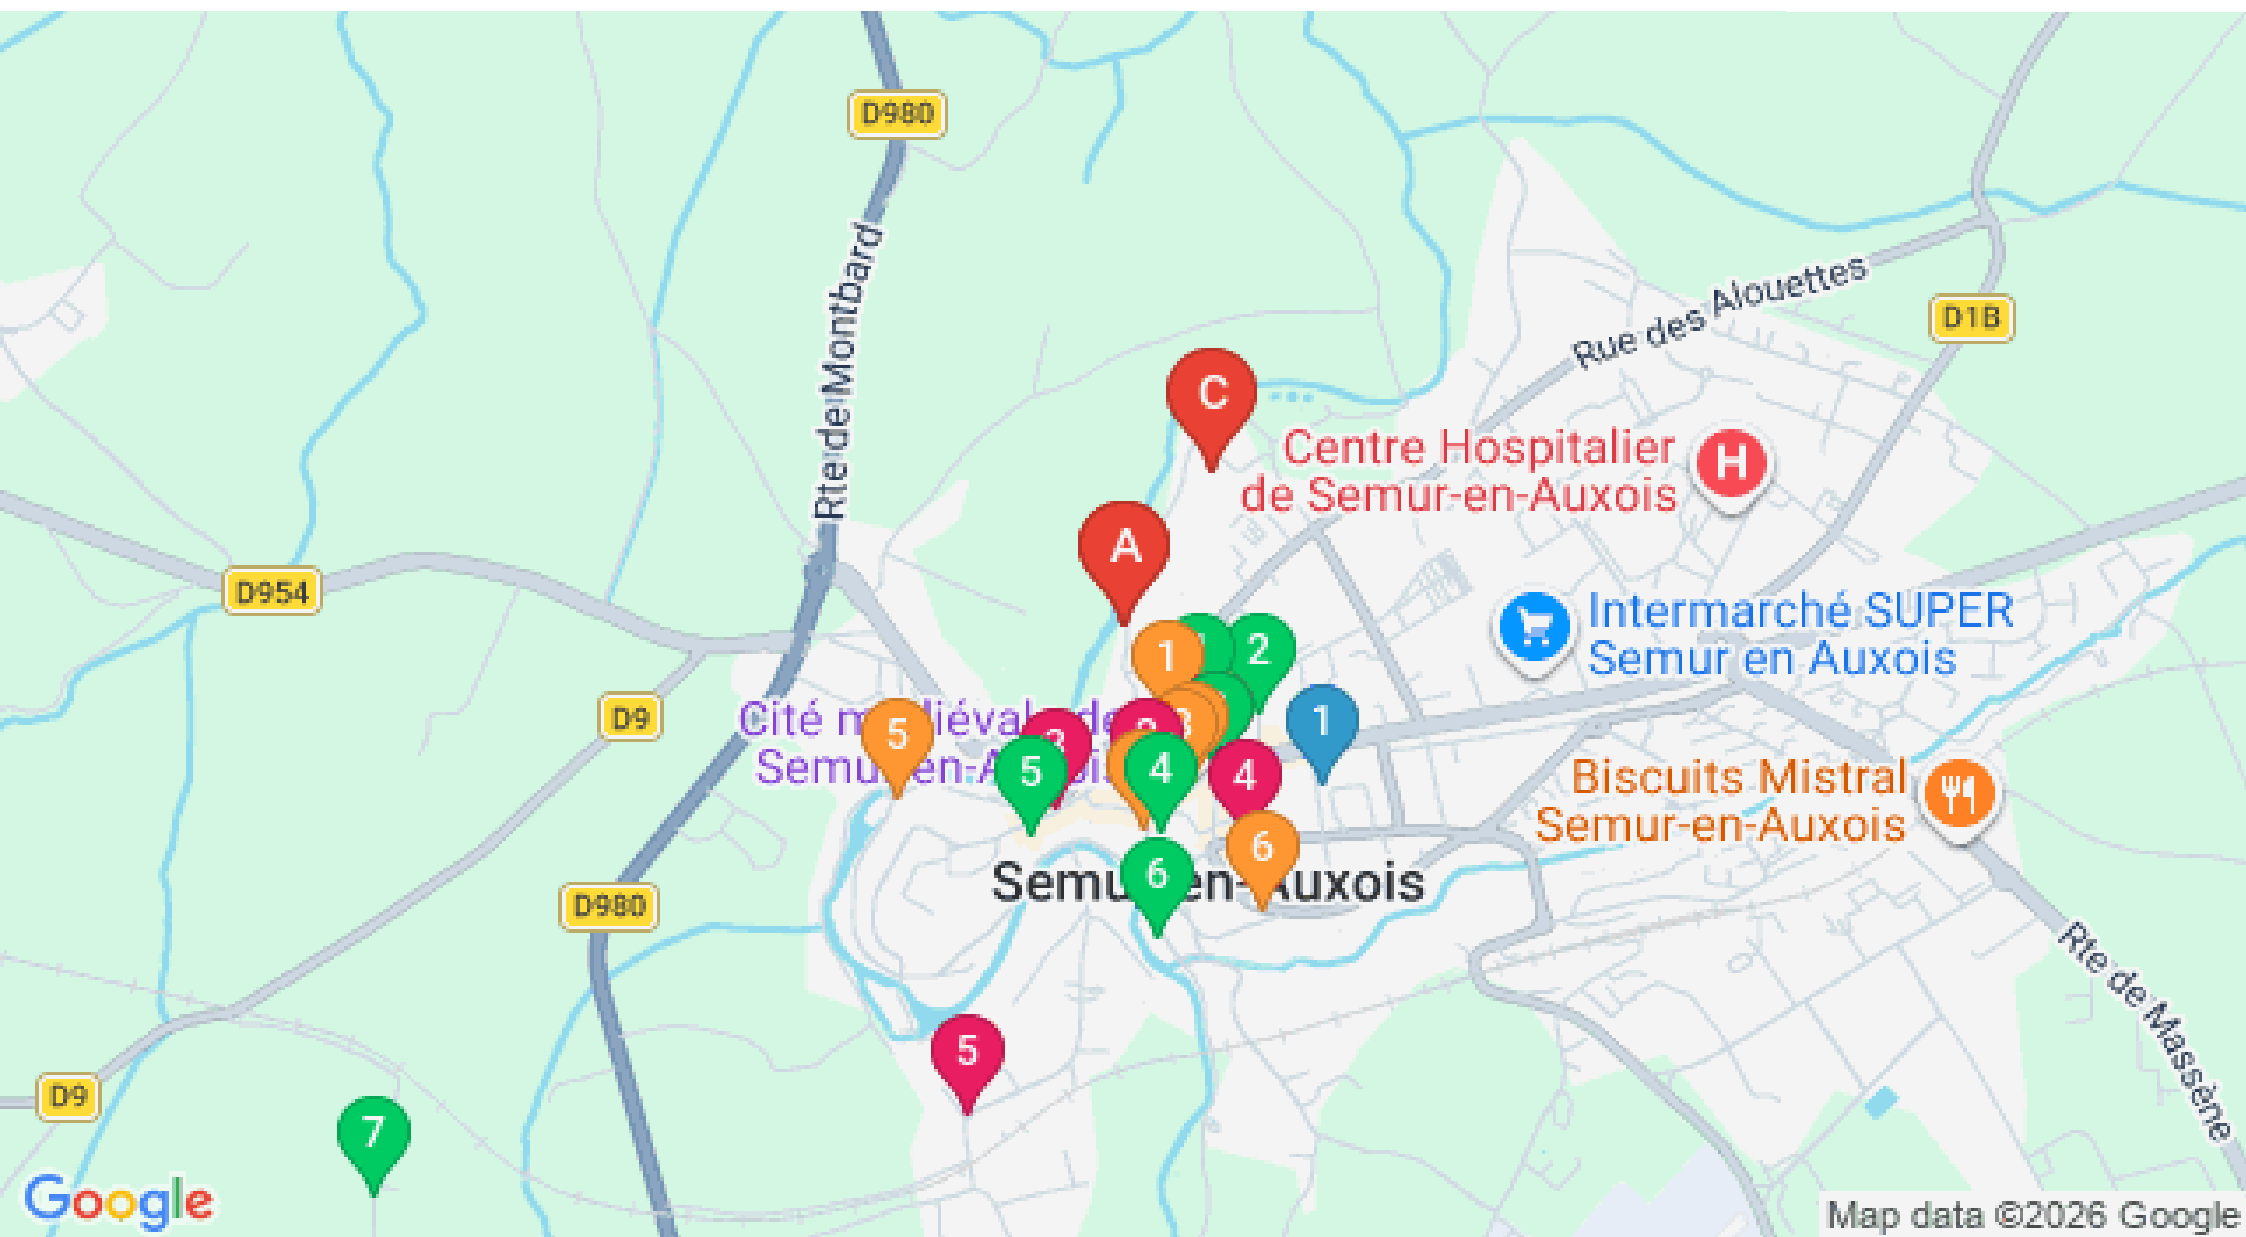 D980
Rte de Montbard
Rue des Alouettes
D1B
C
Centre Hospitalier
de Semur-en-Auxois
H
A
D954
Intermarché SUPER
Semur en Auxois
1
2
D9
5
1
3
5
4
4
Biscuits Mistral
Semur-en-Auxois
6
6
D980
Rte de Massène
5
D9
7
Google
Map data ©2026 Google